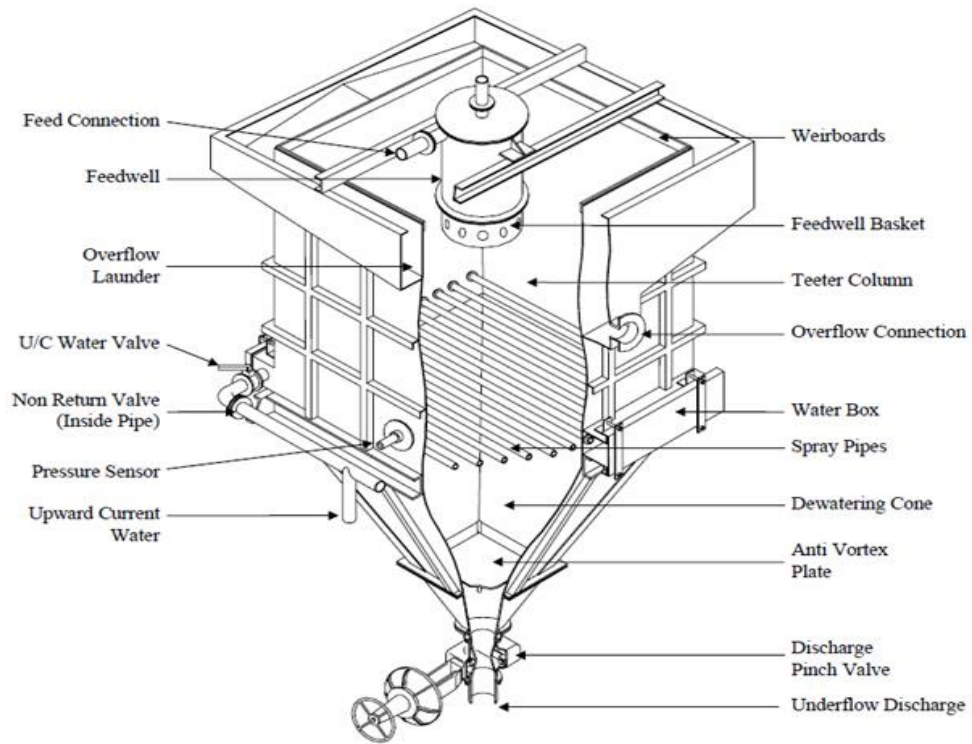 Feed Connection
Feedwell
Overflow
Launder
U/C Water Valve
Non Return Valve
(Inside Pipe)
Pressure Sensor
Upward Current
Water
Weirboards
Feedwell Basket
Teeter Column
Overflow Connection
Water Box
Spray Pipes
Dewatering Cone
Anti Vortex
Plate
Discharge
Pinch Valve
Underflow Discharge